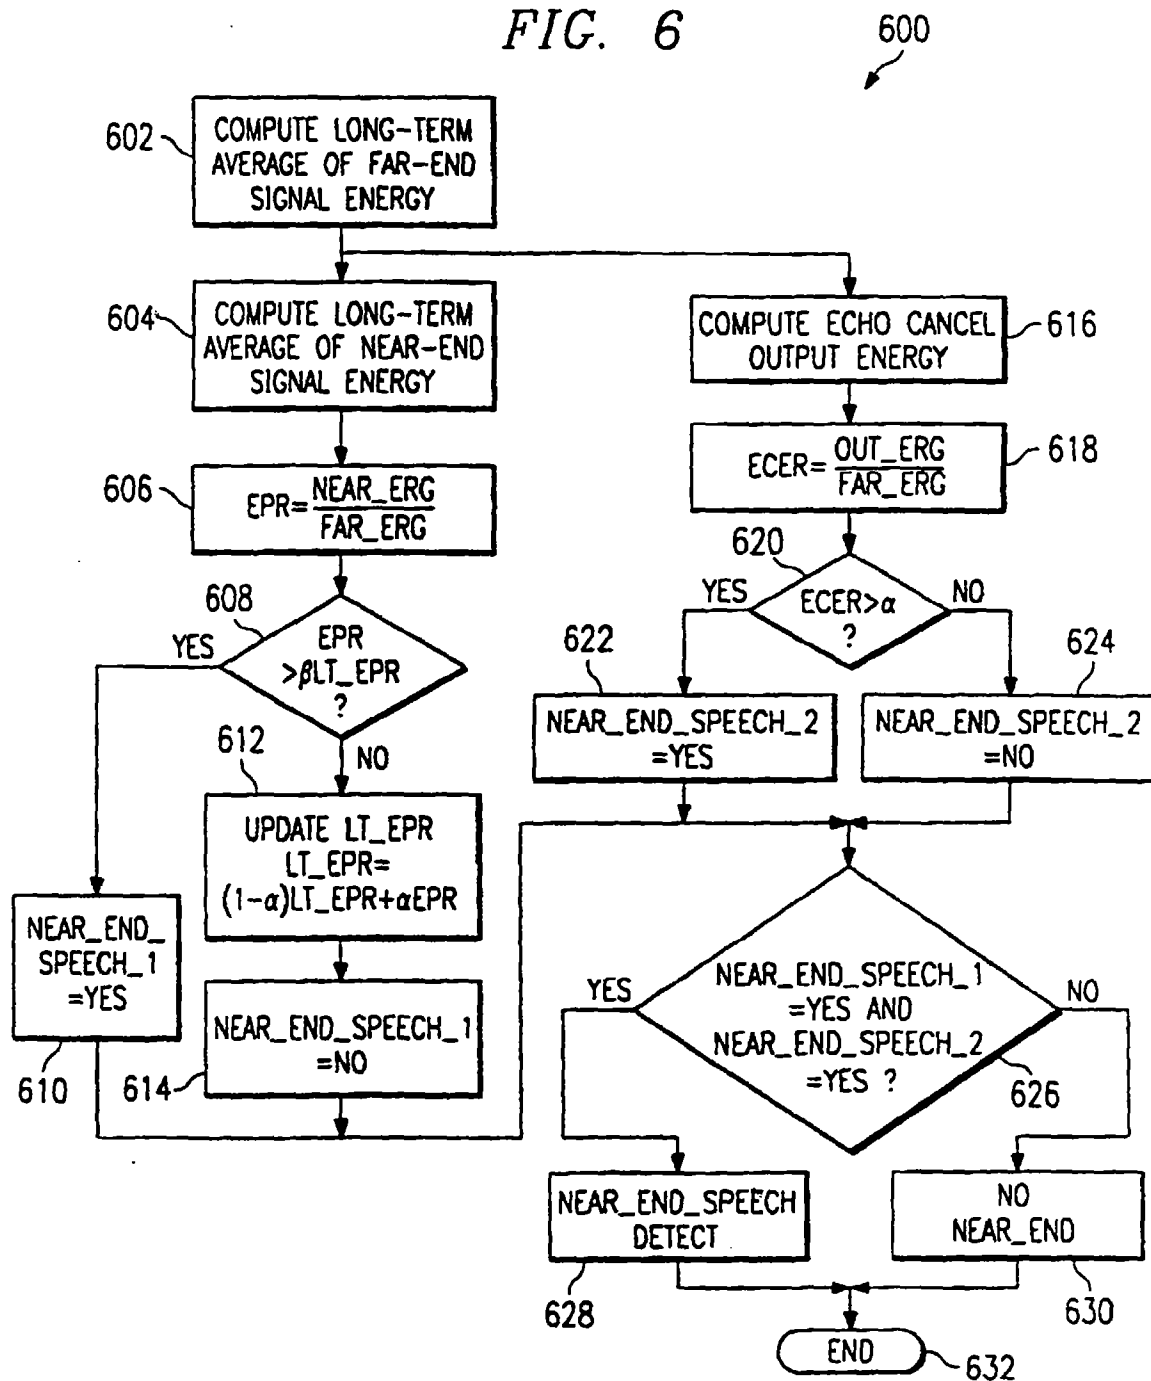 FIG. 6
600
602
COMPUTE LONG-TERM
AVERAGE OF FAR-END
SIGNAL ENERGY
604
COMPUTE LONG-TERM
AVERAGE OF NEAR-END
SIGNAL ENERGY
COMPUTE ECHO CANCEL
OUTPUT ENERGY
616
606
EPR=NEAR_ERG
FAR_ERG
ECER=OUT_ERG
FAR_ERG
618
608
YES
EPR
>βLT_EPR
?
NO
620
YES
ECER>α
?
NO
622
NEAR_END_SPEECH_2
=YES
624
NEAR_END_SPEECH_2
=NO
612
UPDATE LT_EPR
LT_EPR=
(1-α)LT_EPR+αEPR
NEAR_END_
SPEECH_1
=YES
610
NEAR_END_SPEECH_1
=NO
614
YES
NEAR_END_SPEECH_1
=YES AND
NEAR_END_SPEECH_2
=YES ?
NO
626
NEAR_END_SPEECH
DETECT
628
NO
NEAR_END
630
END
632